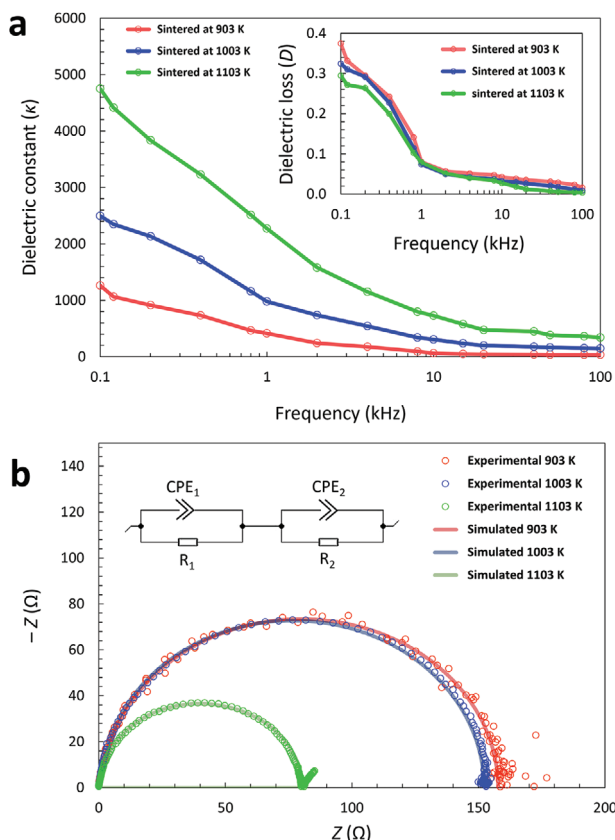 a
6000
5000
4000
3000
2000
1000
0
Dielectric constant (κ)
Sintered at 903 K
Sintered at 1003 K
Sintered at 1103 K
0.1
1
10
100
Frequency (kHz)
0.4
0.3
0.2
0.1
0.0
Dielectric loss (D)
Sintered at 903 K
Sintered at 1003 K
sintered at 1103 K
0.1
1
10
100
Frequency (kHz)
b
150
120
100
80
60
40
20
0
− Z (Ω)
CPE1
CPE2
R1
R2
Experimental 903 K
Experimental 1003 K
Experimental 1103 K
Simulated 903 K
Simulated 1003 K
Simulated 1103 K
0
50
100
150
200
Z (Ω)